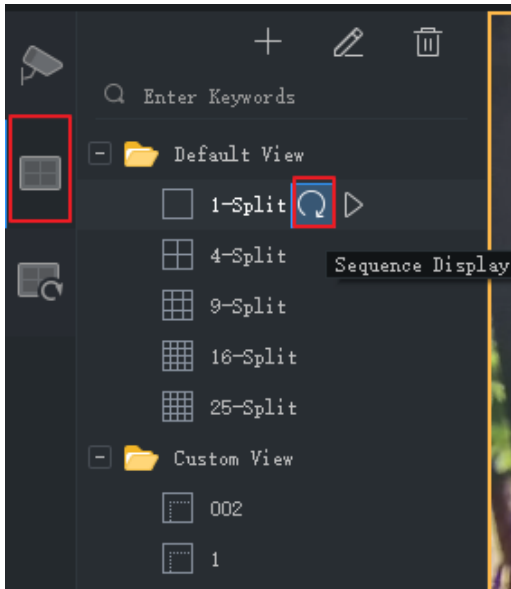 Enter Keywords
Default View
1-Split
Sequence Display
4-Split
9-Split
16-Split
25-Split
Custom View
002
1